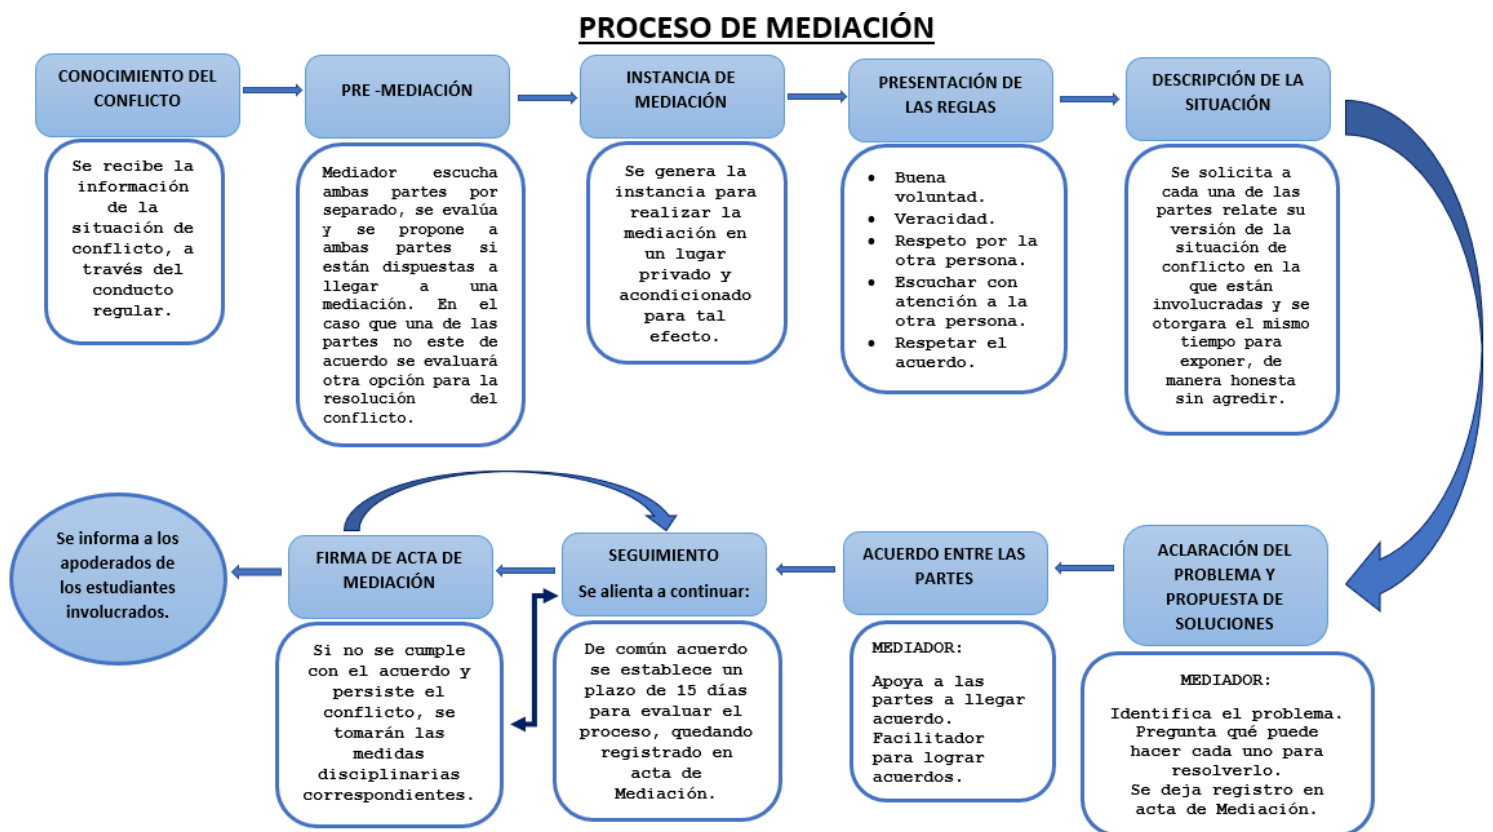 PROCESO DE MEDIACIÓN
CONOCIMIENTO DEL
CONFLICTO
Se recibe la
información
de la
situación de
conflicto, a
través del
conducto
regular.
PRE -MEDIACIÓN
Mediador escucha
ambas partes por
separado, se evalúa
y se propone a
ambas partes si
están dispuestas a
llegar a una
mediación. En el
caso que una de las
partes no este de
acuerdo se evaluará
otra opción para la
resolución del
conflicto.
INSTANCIA DE
MEDIACIÓN
Se genera la
instancia para
realizar la
mediación en
un lugar
privado y
acondicionado
para tal
efecto.
PRESENTACIÓN DE
LAS REGLAS
• Buena
voluntad.
• Veracidad.
• Respeto por la
otra persona.
• Escuchar con
atención a la
otra persona.
• Respetar el
acuerdo.
DESCRIPCIÓN DE LA
SITUACIÓN
Se solicita a
cada una de las
partes relate su
versión de la
situación de
conflicto en la
que están
involucradas y se
otorgara el mismo
tiempo para
exponer, de
manera honesta
sin agredir.
ACLARACIÓN DEL
PROBLEMA Y
PROPUESTA DE
SOLUCIONES
MEDIADOR:
Identifica el problema.
Pregunta qué puede
hacer cada uno para
resolverlo.
Se deja registro en
acta de Mediación.
ACUERDO ENTRE LAS
PARTES
MEDIADOR:
Apoya a las
partes a llegar
acuerdo.
Facilitador
para lograr
acuerdos.
SEGUIMIENTO
Se alienta a continuar:
De común acuerdo
se establece un
plazo de 15 días
para evaluar el
proceso, quedando
registrado en
acta de
Mediación.
FIRMA DE ACTA DE
MEDIACIÓN
Si no se cumple
con el acuerdo y
persiste el
conflicto, se
tomarán las
medidas
disciplinarias
correspondientes.
Se informa a los
apoderados de
los estudiantes
involucrados.